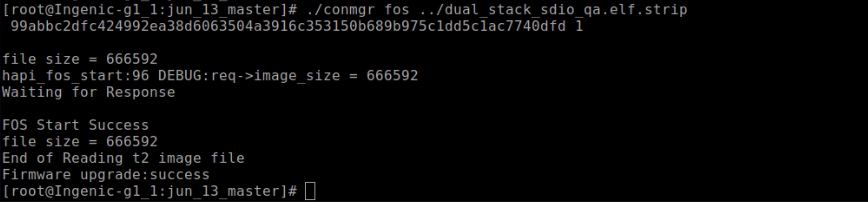 [root@Ingenic-g1_1:jun_13_master]# ./conmgr fos ../dual_stack_sdio_qa.elf.strip
99abbc2dfc424992ea38d6063504a3916c353150b689b975c1dd5c1ac7740dfd 1
file size = 666592
hapi_fos_start:96 DEBUG:req->image_size = 666592
Waiting for Response
FOS Start Success
file size = 666592
End of Reading t2 image file
Firmware upgrade:success
[root@Ingenic-g1_1:jun_13_master]#